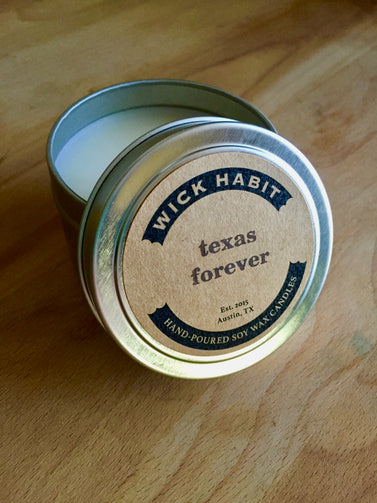 WICK HABIT
texas
forever
Est. 2015
Austin, TX
HAND-POURED SOY WAX CANDLES